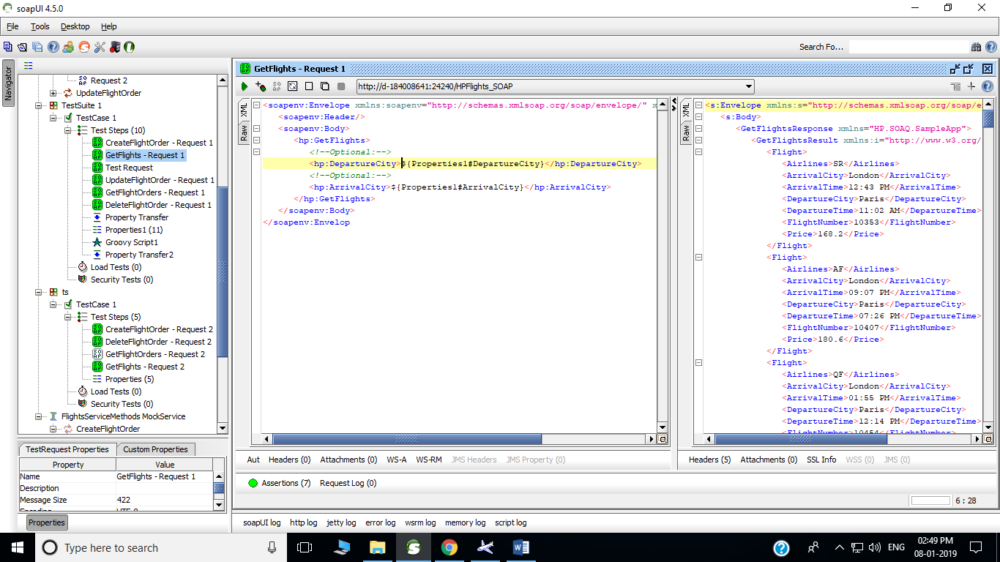 soapUI 4.5.0
File Tools Desktop Help
Search Fo...
Navigator
Request 2
UpdateFlightOrder
TestSuite 1
TestCase 1
Test Steps (10)
CreateFlightOrder - Request 1
GetFlights - Request 1
Test Request
UpdateFlightOrder - Request 1
GetFlightOrders - Request 1
DeleteFlightOrder - Request 1
Property Transfer
Properties1 (11)
Groovy Script1
Property Transfer2
Load Tests (0)
Security Tests (0)
ts
TestCase 1
Test Steps (5)
CreateFlightOrder - Request 2
DeleteFlightOrder - Request 2
GetFlightOrders - Request 2
GetFlights - Request 2
Properties (5)
Load Tests (0)
Security Tests (0)
FlightsServiceMethods MockService
CreateFlightOrder
TestRequest Properties Custom Properties
Property Value
Name GetFlights - Request 1
Description
Message Size 422
Properties
GetFlights - Request 1
http://d-184008641:24240/HPFlights_SOAP
XML
Raw
<soapenv:Envelope xmlns:soapenv="http://schemas.xmlsoap.org/soap/envelope/" x
<soapenv:Header/>
<soapenv:Body>
<hp:GetFlights>
<!--Optional:-->
<hp:DepartureCity>${Properties1#DepartureCity}</hp:DepartureCity>
<!--Optional:-->
<hp:ArrivalCity>${Properties1#ArrivalCity}</hp:ArrivalCity>
</hp:GetFlights>
</soapenv:Body>
</soapenv:Envelop
Aut Headers (0) Attachments (0) WS-A WS-RM JMS Headers JMS Property (0)
XML
Raw
<s:Envelope xmlns:s="http://schemas.xmlsoap.org/soap/e
<s:Body>
<GetFlightsResponse xmlns="HP.SOAQ.SampleApp">
<GetFlightsResult xmlns:i="http://www.w3.org/
<Flight>
<Airlines>SR</Airlines>
<ArrivalCity>London</ArrivalCity>
<ArrivalTime>12:43 PM</ArrivalTime>
<DepartureCity>Paris</DepartureCity>
<DepartureTime>11:02 AM</DepartureTime>
<FlightNumber>10353</FlightNumber>
<Price>168.2</Price>
</Flight>
<Flight>
<Airlines>AF</Airlines>
<ArrivalCity>London</ArrivalCity>
<ArrivalTime>09:07 PM</ArrivalTime>
<DepartureCity>Paris</DepartureCity>
<DepartureTime>07:26 PM</DepartureTime>
<FlightNumber>10407</FlightNumber>
<Price>180.6</Price>
</Flight>
<Flight>
<Airlines>QF</Airlines>
<ArrivalCity>London</ArrivalCity>
<ArrivalTime>01:55 PM</ArrivalTime>
<DepartureCity>Paris</DepartureCity>
<DepartureTime>12:14 PM</DepartureTime>
<FlightNumber>10454</FlightNumber>
Headers (5) Attachments (0) SSL Info WSS (0) JMS (0)
Assertions (7) Request Log (0)
6 : 28
soapUI log http log jetty log error log wsrm log memory log script log
Type here to search
ENG
02:49 PM
08-01-2019